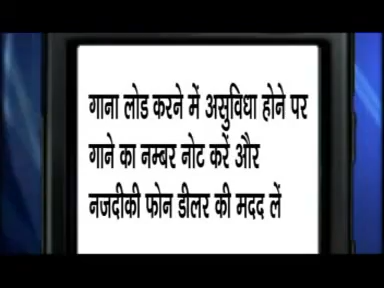 गाना लोड करने में असुविधा होने पर
गाने का नम्बर नोट करें और
नजदीकी फोन डीलर की मदद लें